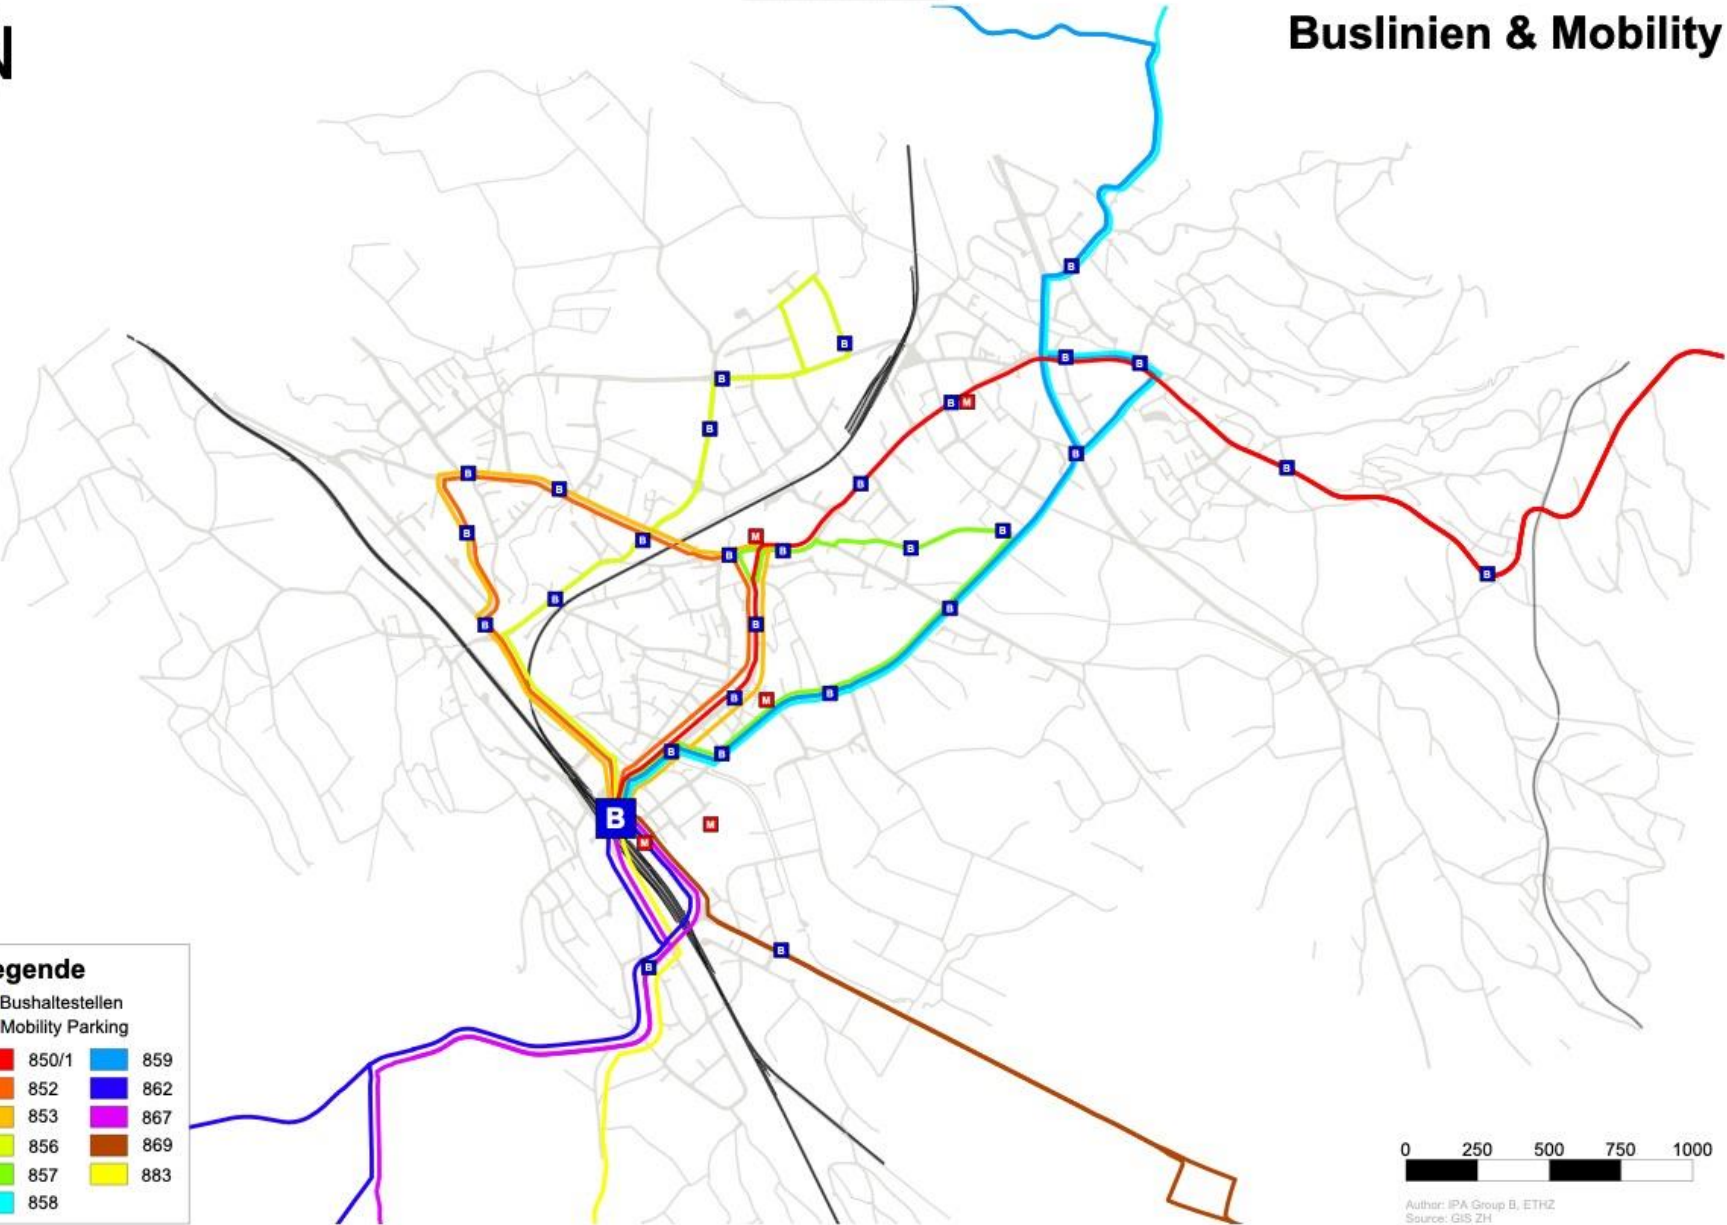 N
Buslinien & Mobility
B
B
B
B
B
B
B M
B
B
B
B
B
B
B
B
M
B
B
B
B
B
B
B
B
B
B
M
B
B
B
B
M
M
B
B
egende
Bushaltestellen
Mobility Parking
850/1 859
852 862
853 867
856 869
857 883
858
0 250 500 750 1000
Author: IPA Group B, ETHZ
Source: GIS ZH